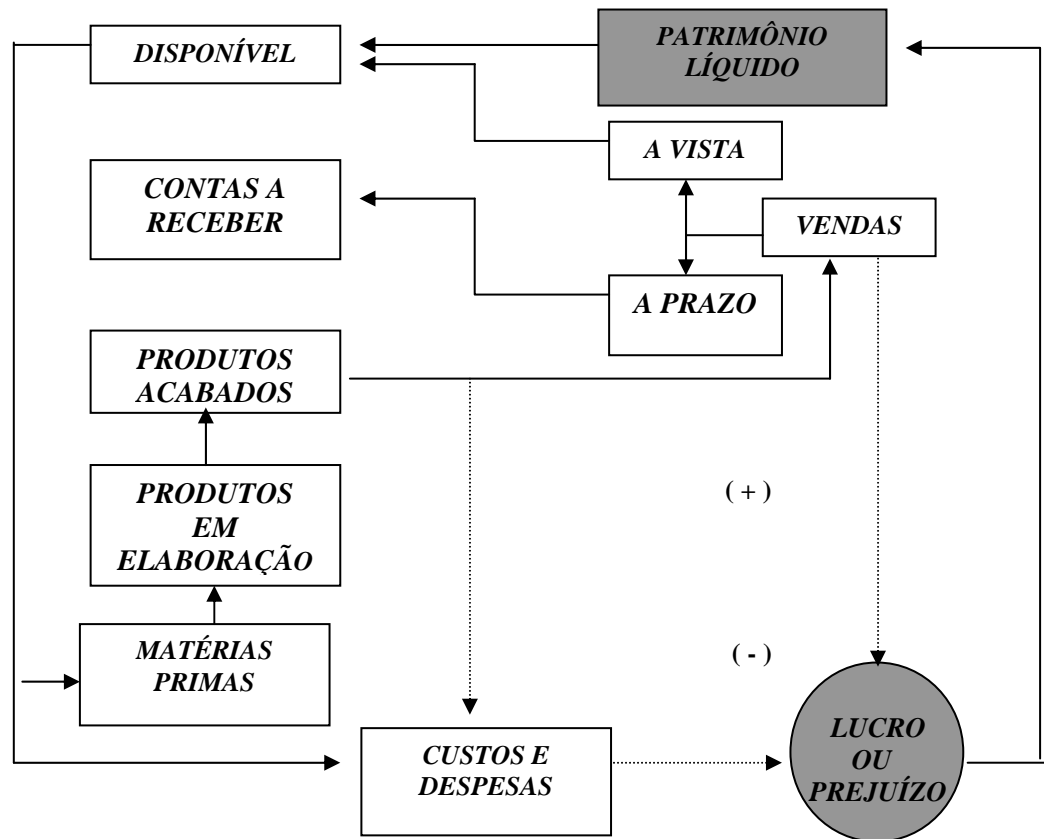 DISPONÍVEL
PATRIMÔNIO
LÍQUIDO
A VISTA
CONTAS A
RECEBER
VENDAS
A PRAZO
PRODUTOS
ACABADOS
PRODUTOS
EM
ELABORAÇÃO
( + )
MATÉRIAS
PRIMAS
( - )
CUSTOS E
DESPESAS
LUCRO
OU
PREJUÍZO